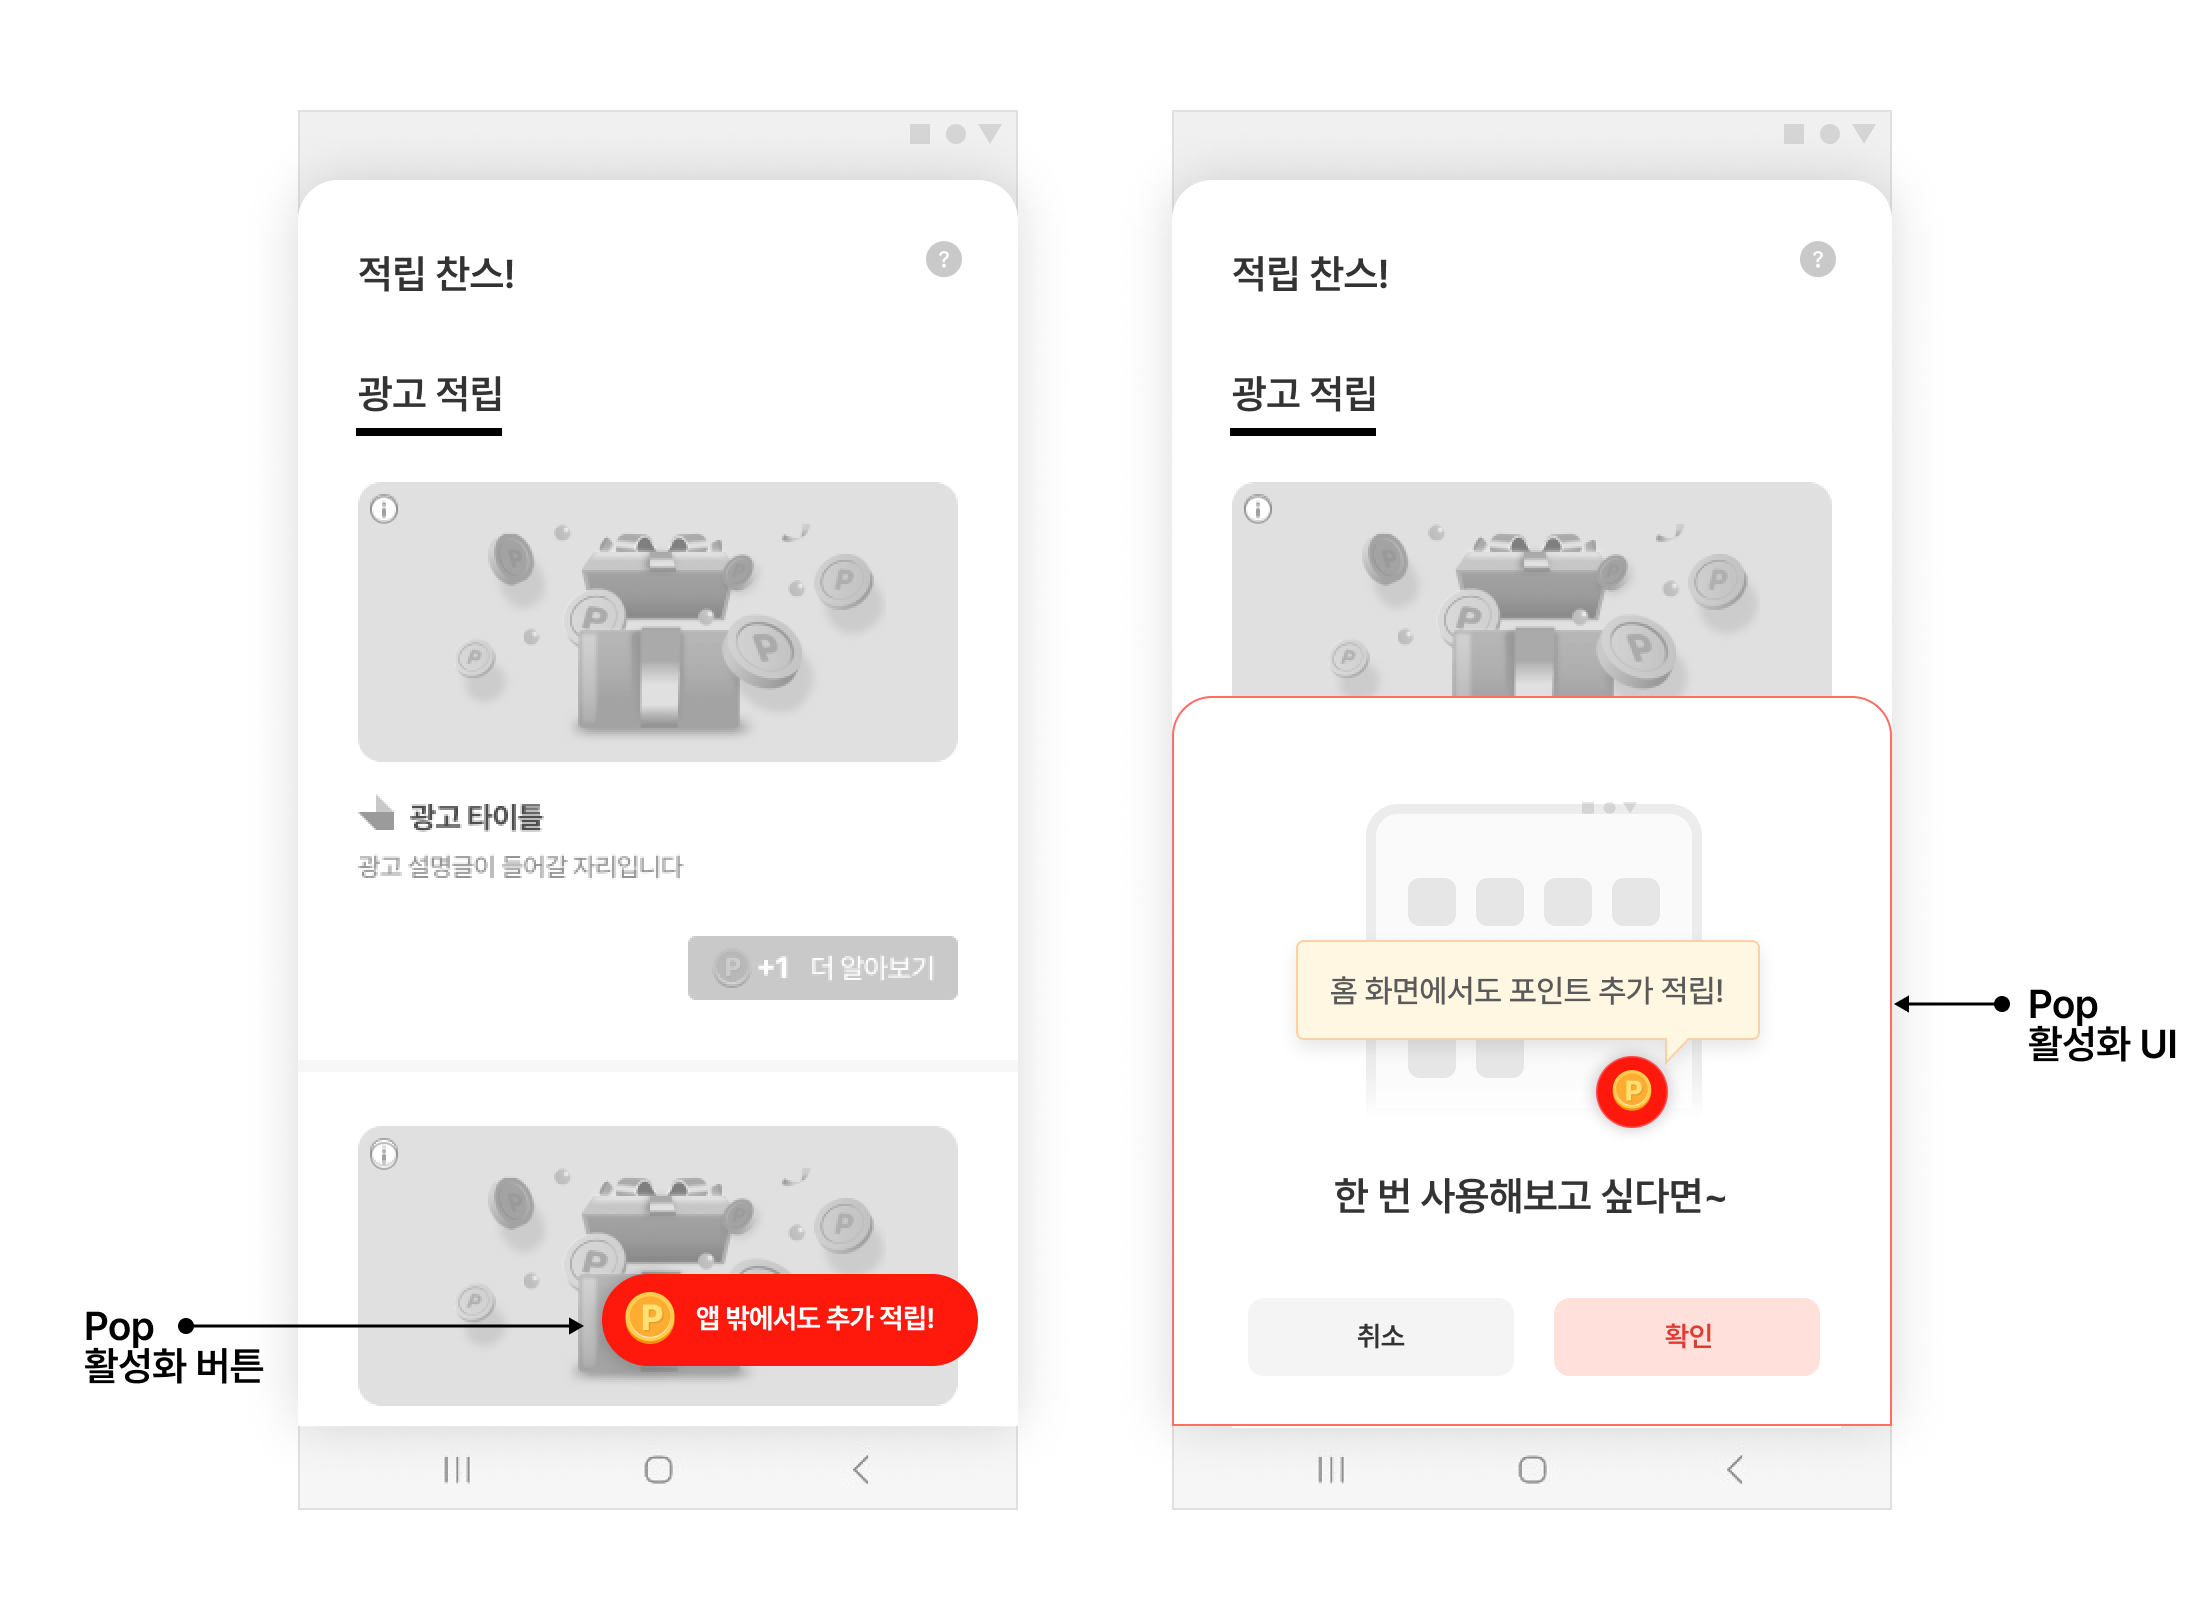 적립 찬스!
?
광고 적립
광고 타이틀
광고 설명글이 들어갈 자리입니다
P +1 더 알아보기
P 앱 밖에서도 추가 적립!
Pop
활성화 버튼
적립 찬스!
?
광고 적립
홈 화면에서도 포인트 추가 적립!
P
한 번 사용해보고 싶다면~
취소
확인
Pop
활성화 UI